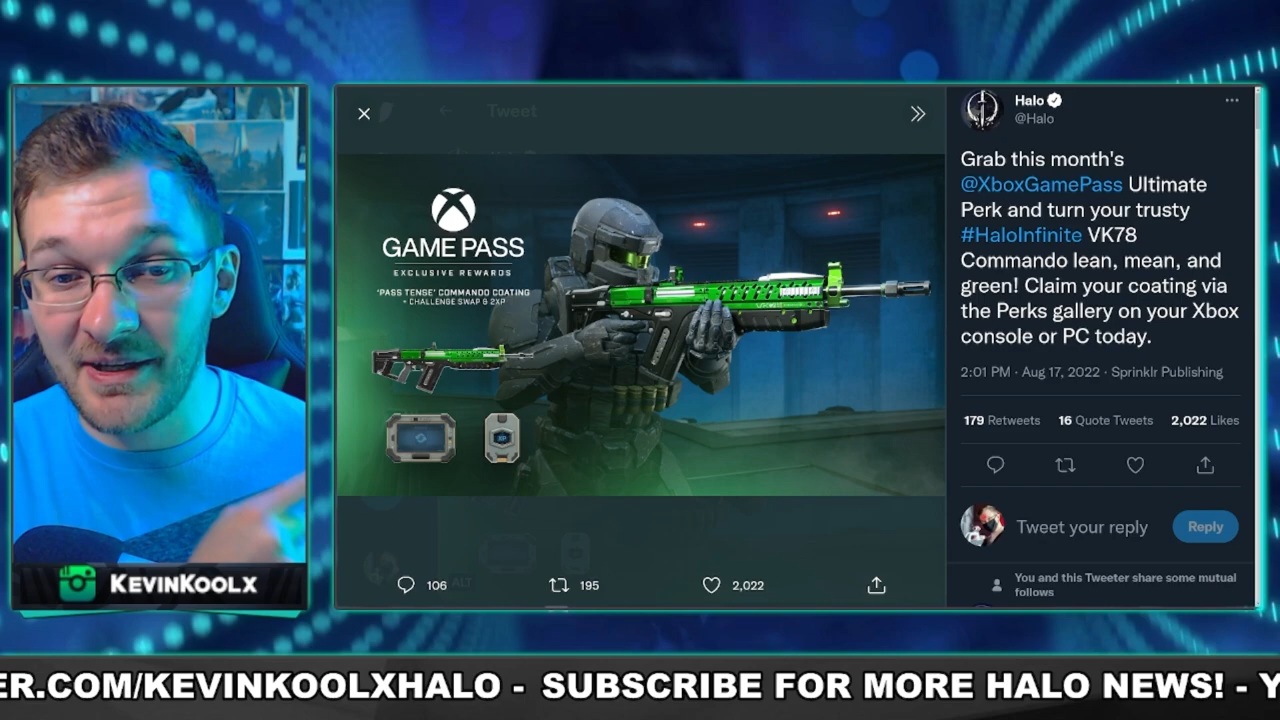 Tweet
GAME PASS
EXCLUSIVE REWARDS
'PASS TENSE' COMMANDO COATING
+ CHALLENGE SWAP & 2XP
106 ALT
195
2,022
Halo
@Halo
Grab this month's
@XboxGamePass Ultimate
Perk and turn your trusty
#HaloInfinite VK78
Commando lean, mean, and
green! Claim your coating via
the Perks gallery on your Xbox
console or PC today.
2:01 PM · Aug 17, 2022 · Sprinklr Publishing
179 Retweets 16 Quote Tweets 2,022 Likes
Tweet your reply
Reply
You and this Tweeter share some mutual
follows
KEVINKOOLX
ER.COM/KEVINKOOLXHALO - SUBSCRIBE FOR MORE HALO NEWS! - Y